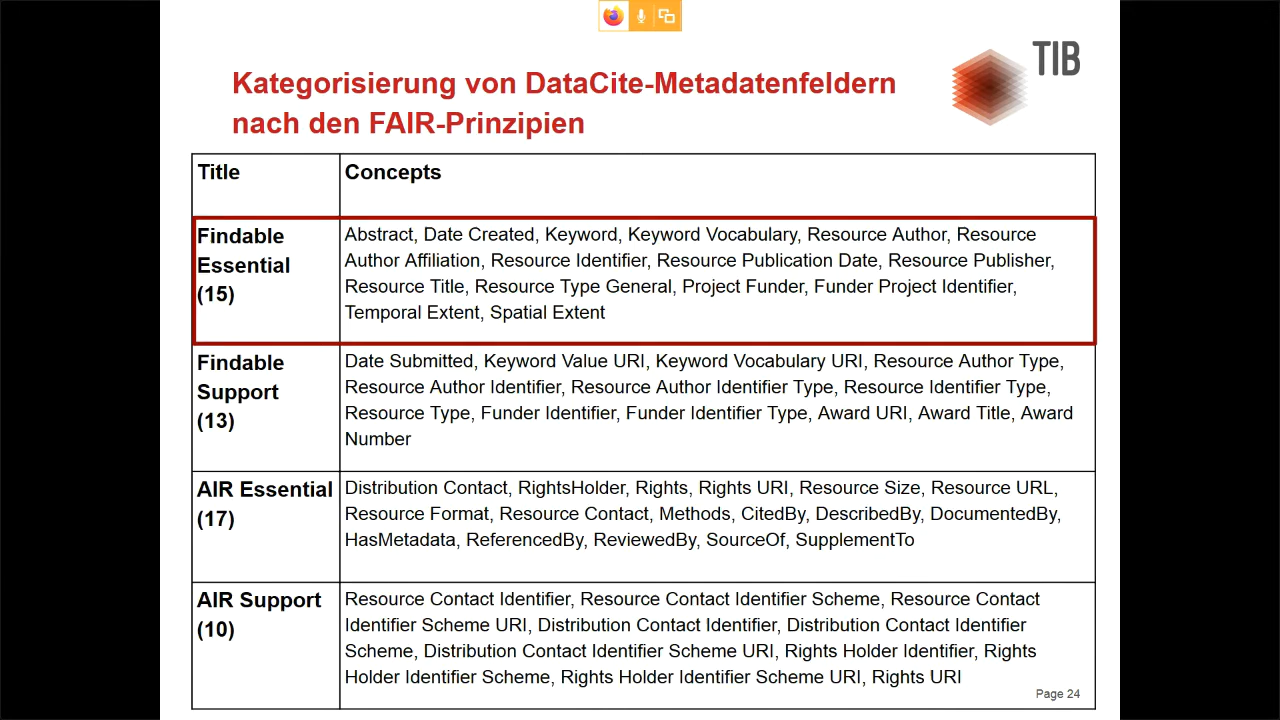 TIB
Kategorisierung von DataCite-Metadatenfeldern
nach den FAIR-Prinzipien
Title
Concepts
Findable
Essential
(15)
Abstract, Date Created, Keyword, Keyword Vocabulary, Resource Author, Resource
Author Affiliation, Resource Identifier, Resource Publication Date, Resource Publisher,
Resource Title, Resource Type General, Project Funder, Funder Project Identifier,
Temporal Extent, Spatial Extent
Findable
Support
(13)
Date Submitted, Keyword Value URI, Keyword Vocabulary URI, Resource Author Type,
Resource Author Identifier, Resource Author Identifier Type, Resource Identifier Type,
Resource Type, Funder Identifier, Funder Identifier Type, Award URI, Award Title, Award
Number
AIR Essential
(17)
Distribution Contact, RightsHolder, Rights, Rights URI, Resource Size, Resource URL,
Resource Format, Resource Contact, Methods, CitedBy, DescribedBy, DocumentedBy,
HasMetadata, ReferencedBy, ReviewedBy, SourceOf, SupplementTo
AIR Support
(10)
Resource Contact Identifier, Resource Contact Identifier Scheme, Resource Contact
Identifier Scheme URI, Distribution Contact Identifier, Distribution Contact Identifier
Scheme, Distribution Contact Identifier Scheme URI, Rights Holder Identifier, Rights
Holder Identifier Scheme, Rights Holder Identifier Scheme URI, Rights URI
Page 24